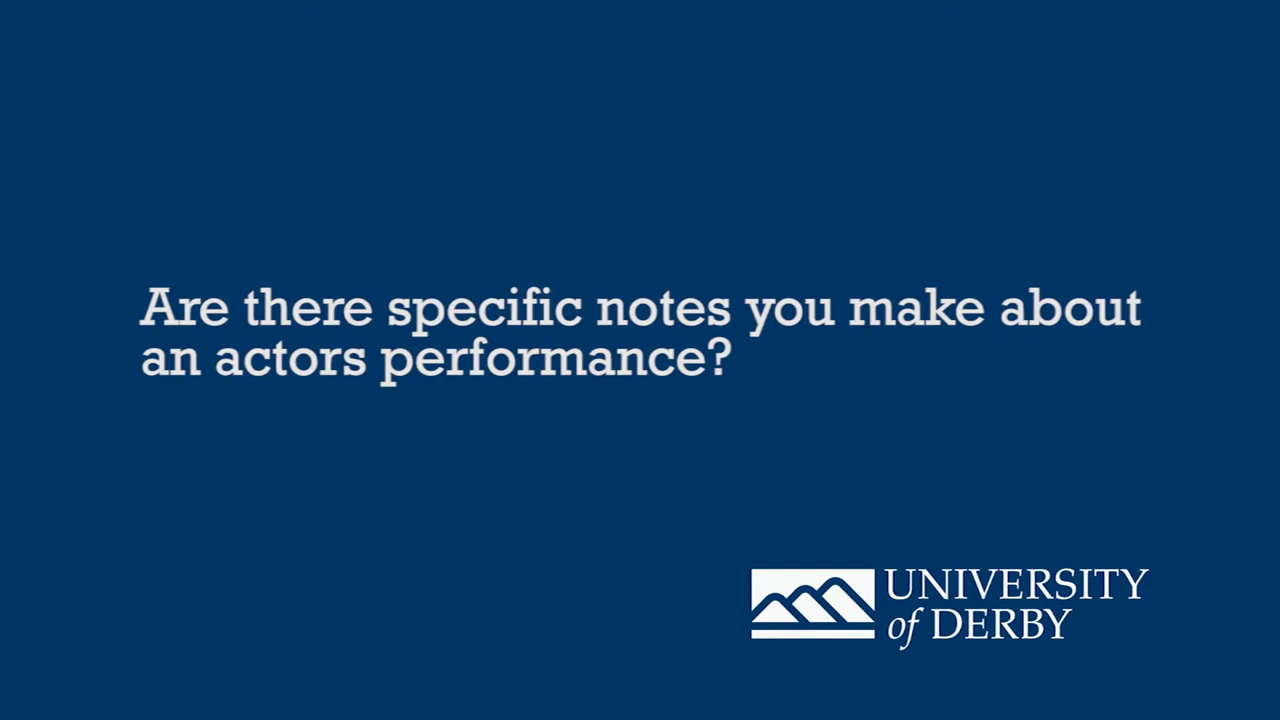 Are there specific notes you make about
an actors performance?
UNIVERSITY
of DERBY